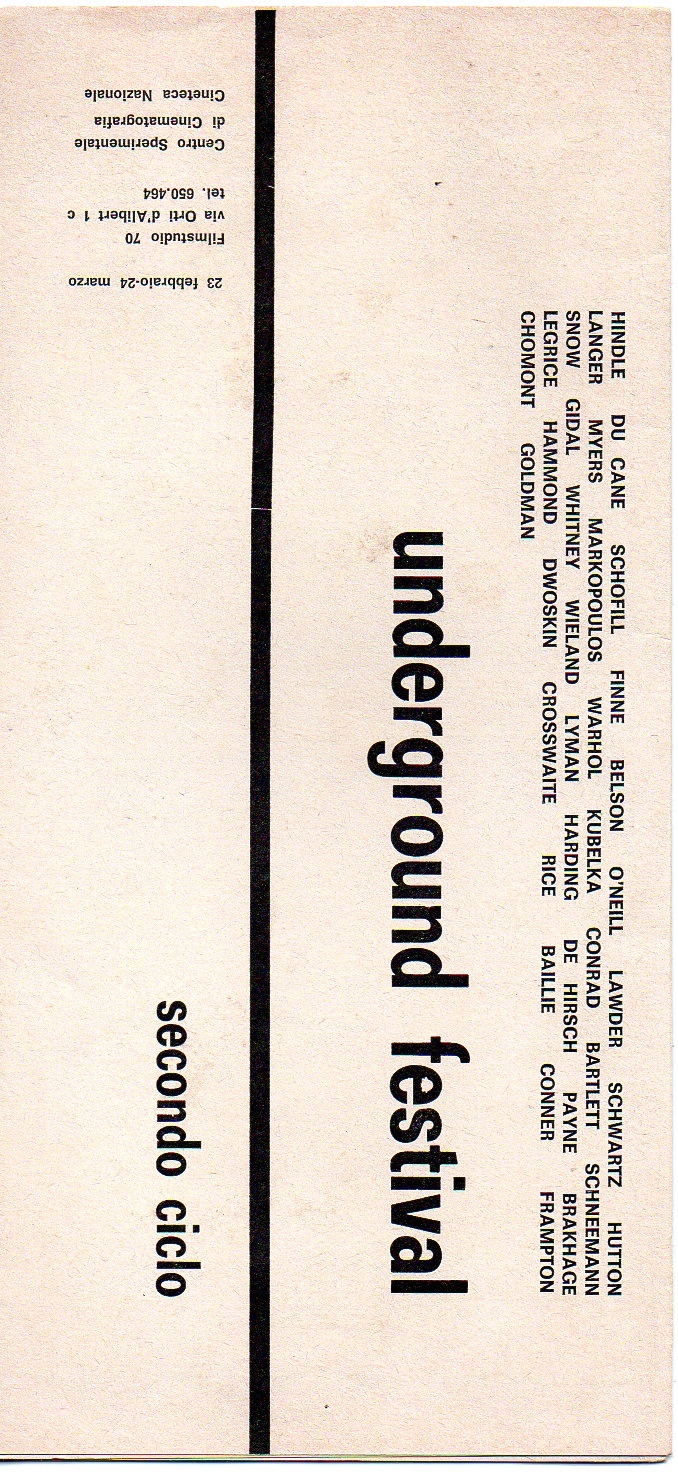 HINDLE DU CANE SCHOFILL FINNE BELSON O'NEILL LAWDER SCHWARTZ HUTTON
LANGER MYERS MARKOPOULOS WARHOL KUBELKA CONRAD BARTLETT SCHNEEMANN
SNOW GIDAL WHITNEY WIELAND LYMAN HARDING DE HIRSCH PAYNE BRAKHAGE
LEGRICE HAMMOND DWOSKIN CROSSWAITE RICE BAILLIE CONNER FRAMPTON
CHOMONT GOLDMAN
underground festival
secondo ciclo
23 febbraio-24 marzo
Filmstudio 70
via Orti d'Alibert 1 c
tel. 650.464
Centro Sperimentale
di Cinematografia
Cineteca Nazionale